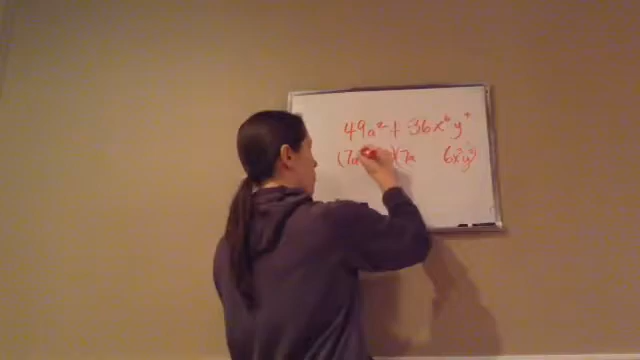 49a² + 36x⁶y⁴
(7a )(7a 6x³y²)